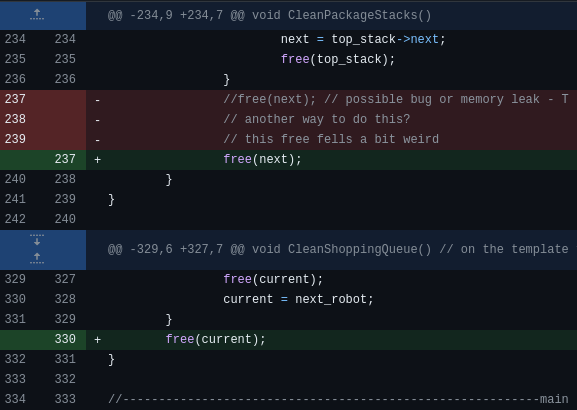 @@ -234,9 +234,7 @@ void CleanPackageStacks()
234 234 next = top_stack->next;
235 235 free(top_stack);
236 236 }
237 - //free(next); // possible bug or memory leak - T
238 - // another way to do this?
239 - // this free fells a bit weird
237 + free(next);
240 238 }
241 239 }
242 240
@@ -329,6 +327,7 @@ void CleanShoppingQueue() // on the template
329 327 free(current);
330 328 current = next_robot;
331 329 }
330 + free(current);
332 331 }
333 332
334 333 //----------------------------------------------------------main